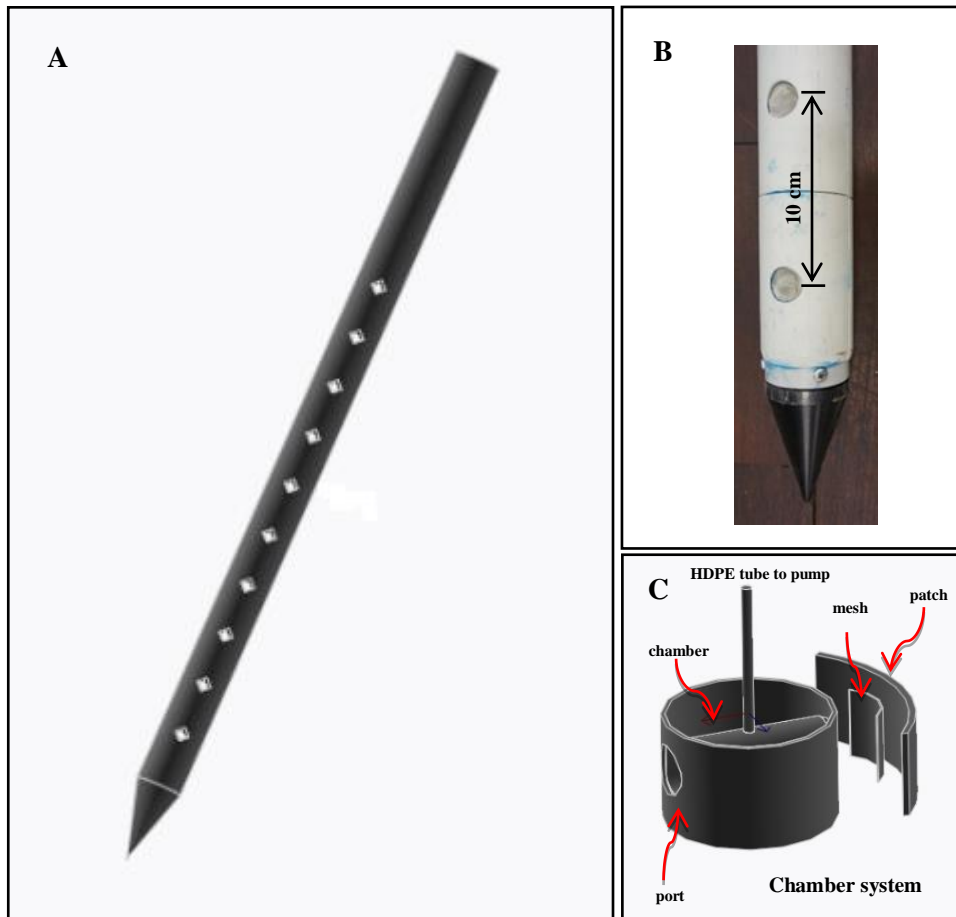 A
B
10 cm
C
HDPE tube to pump
patch
mesh
chamber
port
Chamber system